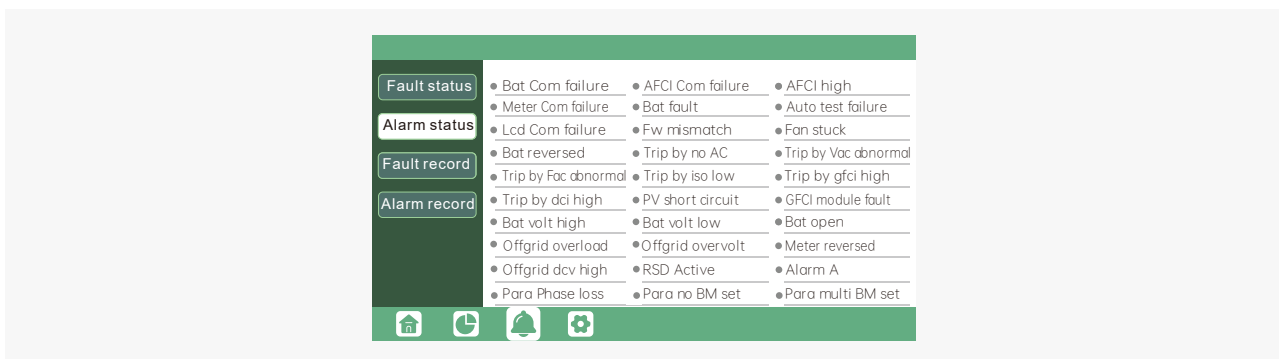 Fault status
Alarm status
Fault record
Alarm record
Bat Com failure AFCI Com failure AFCI high
Meter Com failure Bat fault Auto test failure
Lcd Com failure Fw mismatch Fan stuck
Bat reversed Trip by no AC Trip by Vac abnormal
Trip by Fac abnormal Trip by iso low Trip by gfci high
Trip by dci high PV short circuit GFCI module fault
Bat volt high Bat volt low Bat open
Offgrid overload Offgrid overvolt Meter reversed
Offgrid dcv high RSD Active Alarm A
Para Phase loss Para no BM set Para multi BM set